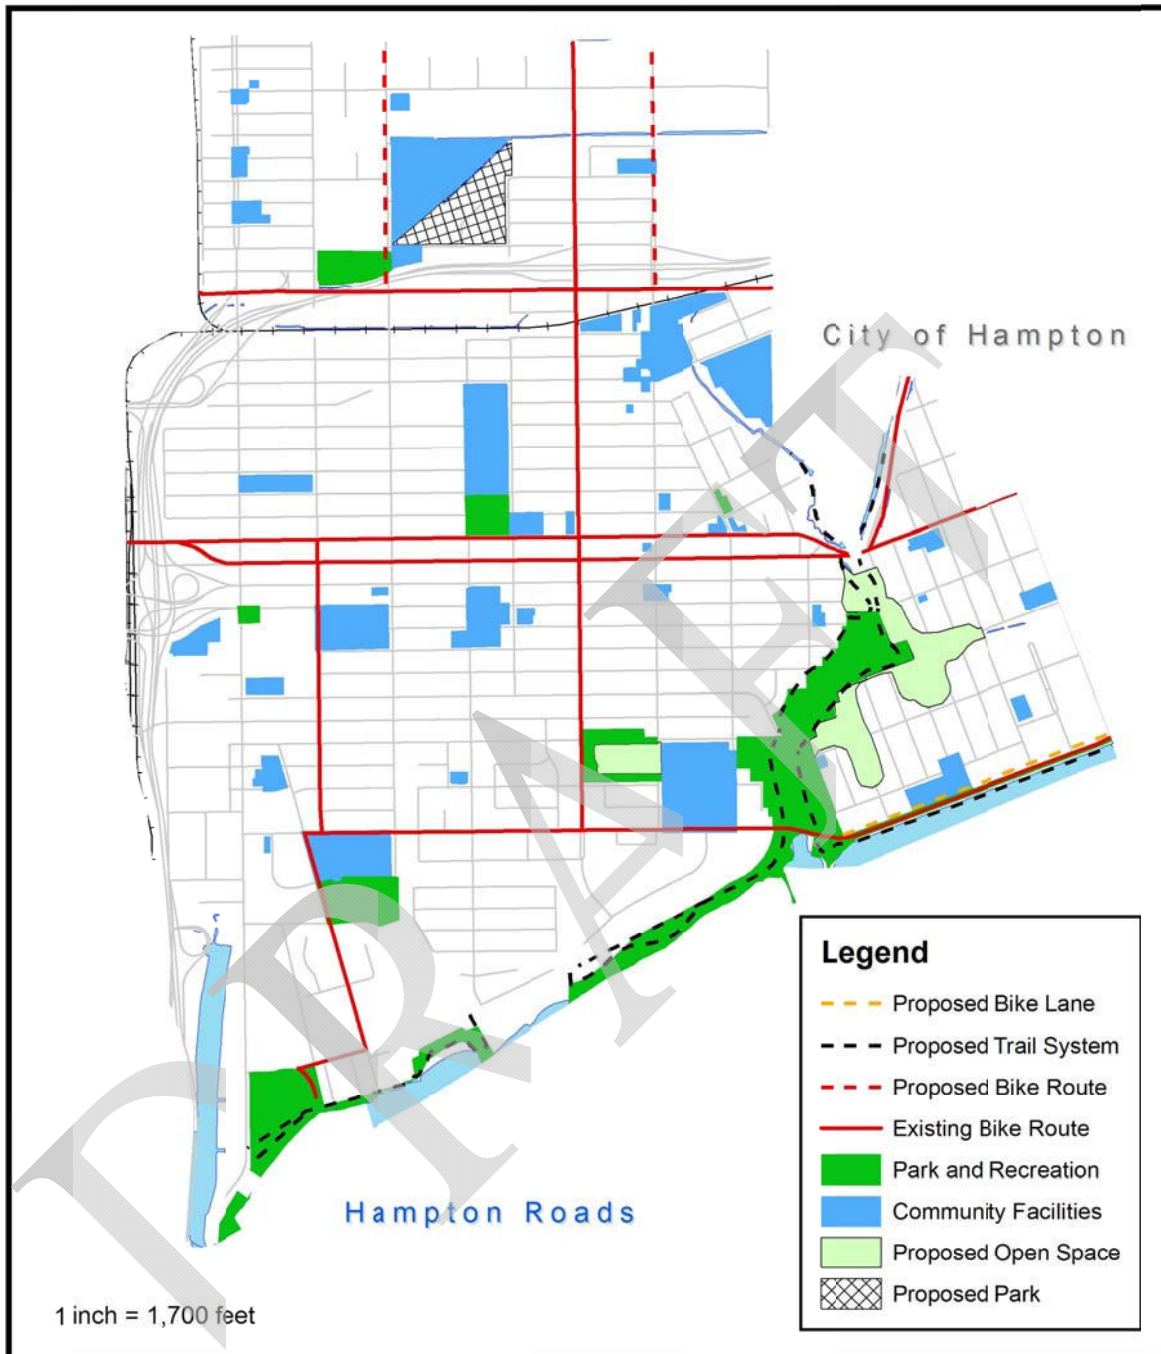 City of Hampton
DRAFT
Legend
Proposed Bike Lane
Proposed Trail System
Proposed Bike Route
Existing Bike Route
Park and Recreation
Community Facilities
Proposed Open Space
Proposed Park
Hampton Roads
1 inch = 1,700 feet